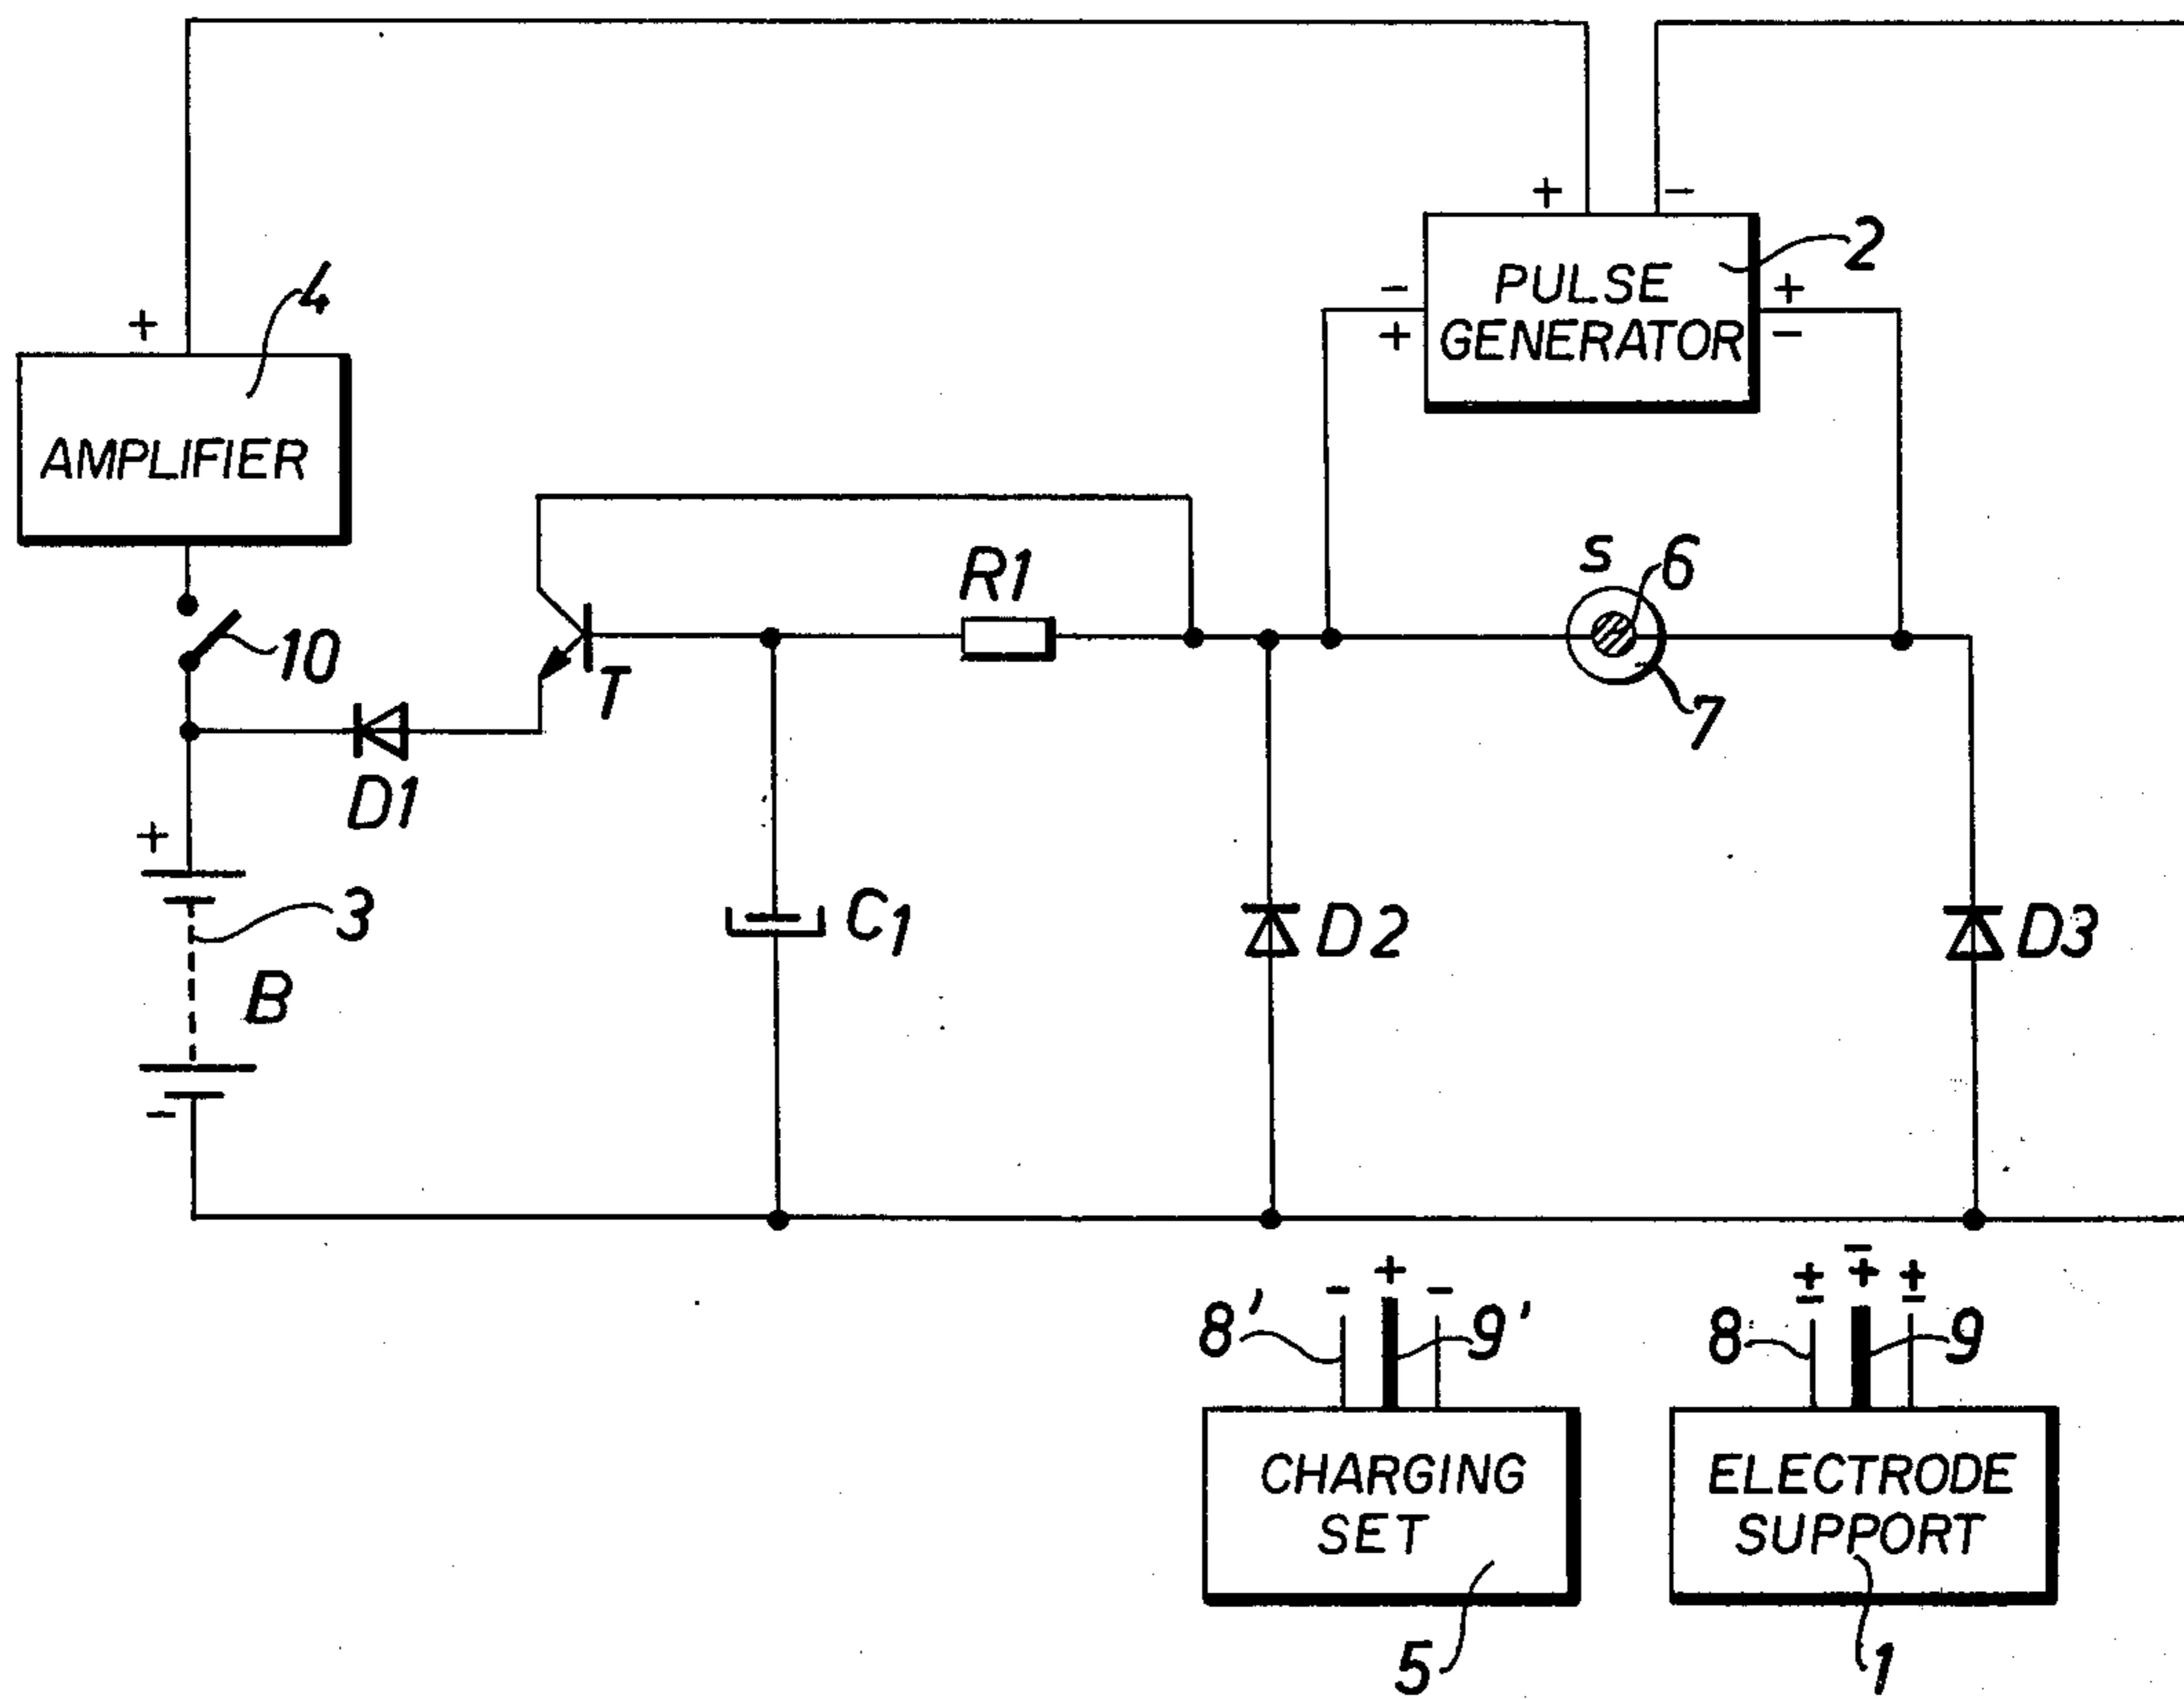 + -
2
- PULSE +
+ GENERATOR -
4
+
AMPLIFIER
R1
S 6
10
T
7
D1
+
3
C1
D2
D3
B
-
- + -
± ∓ ±
8' 9'
8 9
CHARGING
SET
ELECTRODE
SUPPORT
5
1